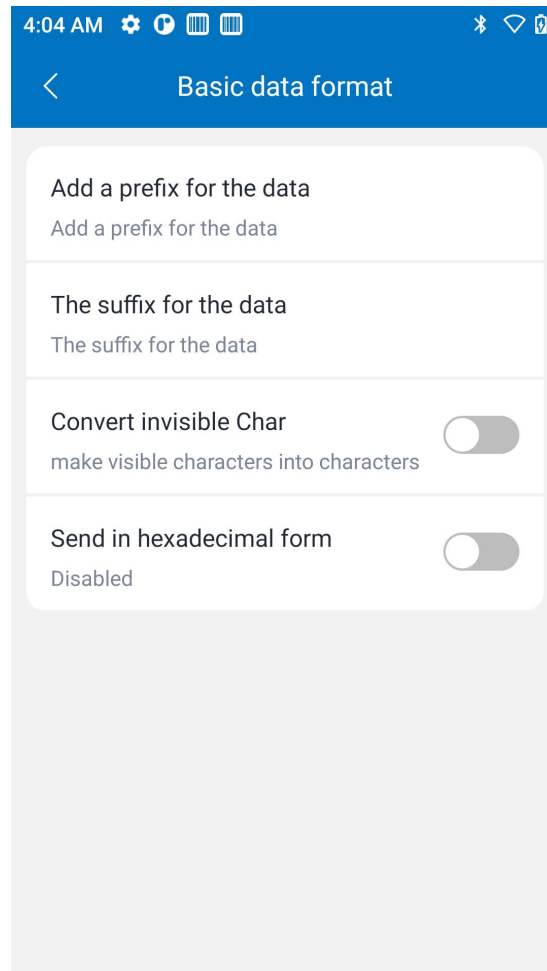 4:04 AM
Basic data format
Add a prefix for the data
Add a prefix for the data
The suffix for the data
The suffix for the data
Convert invisible Char
make visible characters into characters
Send in hexadecimal form
Disabled